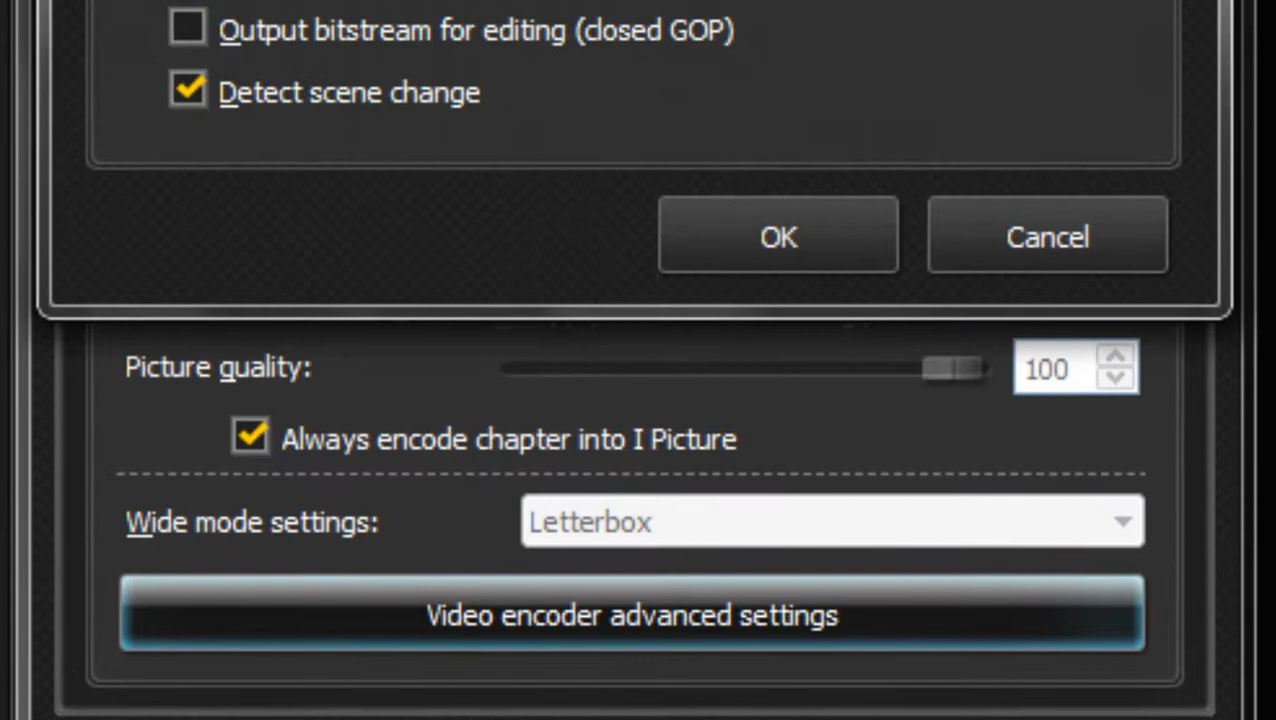 Output bitstream for editing (closed GOP)
Detect scene change
OK
Cancel
Picture quality:
100
Always encode chapter into I Picture
Wide mode settings:
Letterbox
Video encoder advanced settings